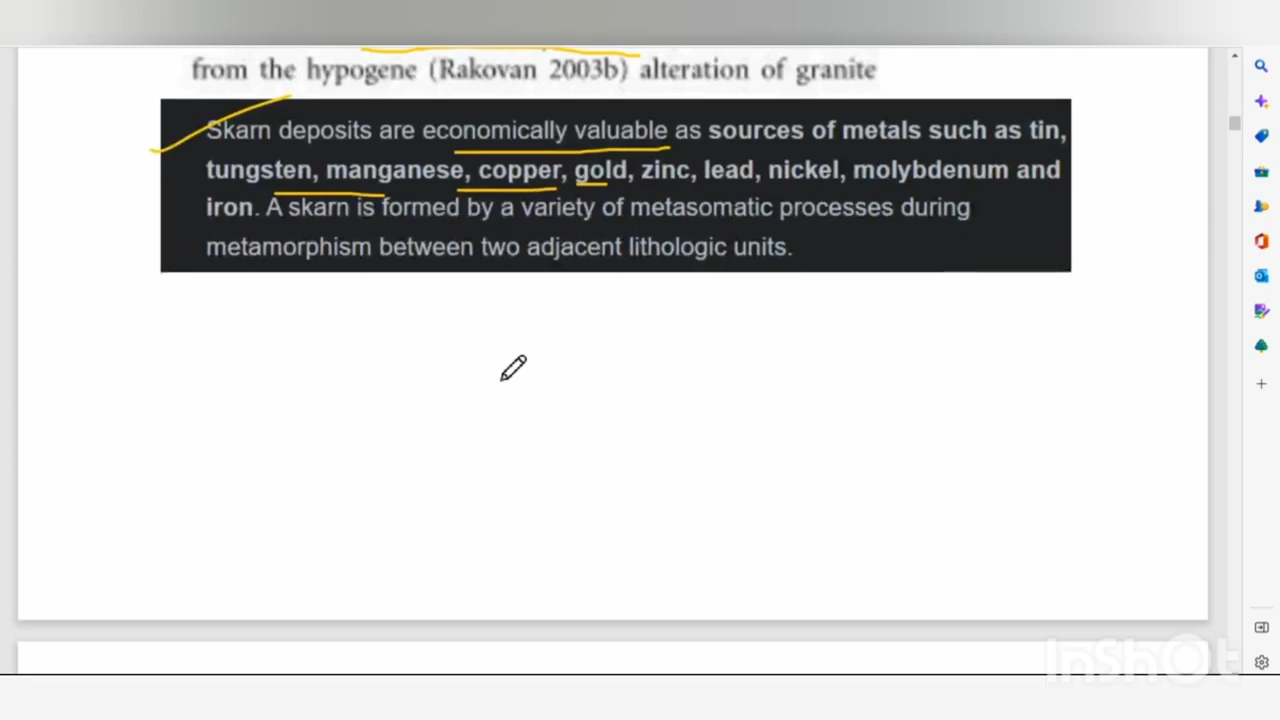 from the hypogene (Rakovan 2003b) alteration of granite
Skarn deposits are economically valuable as sources of metals such as tin,
tungsten, manganese, copper, gold, zinc, lead, nickel, molybdenum and
iron. A skarn is formed by a variety of metasomatic processes during
metamorphism between two adjacent lithologic units.
InShOt